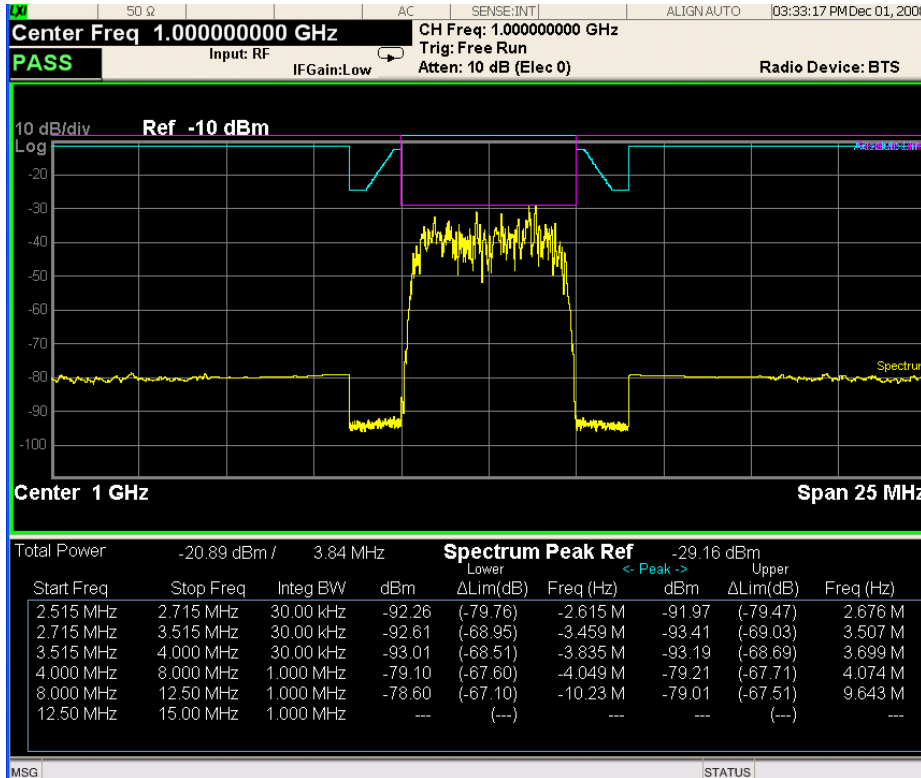 LXI 50 Ω AC SENSE:INT ALIGN AUTO 03:33:17 PM Dec 01, 200
Center Freq 1.000000000 GHz CH Freq: 1.000000000 GHz
Input: RF Trig: Free Run
PASS IFGain:Low Atten: 10 dB (Elec 0) Radio Device: BTS
10 dB/div Ref -10 dBm
Log
-20
-30
-40
-50
-60
-70
Spectrum
-80
-90
-100
Center 1 GHz Span 25 MHz
Total Power -20.89 dBm / 3.84 MHz Spectrum Peak Ref -29.16 dBm
Lower <- Peak -> Upper
Start Freq Stop Freq Integ BW dBm ΔLim(dB) Freq (Hz) dBm ΔLim(dB) Freq (Hz)
2.515 MHz 2.715 MHz 30.00 kHz -92.26 (-79.76) -2.615 M -91.97 (-79.47) 2.676 M
2.715 MHz 3.515 MHz 30.00 kHz -92.61 (-68.95) -3.459 M -93.41 (-69.03) 3.507 M
3.515 MHz 4.000 MHz 30.00 kHz -93.01 (-68.51) -3.835 M -93.19 (-68.69) 3.699 M
4.000 MHz 8.000 MHz 1.000 MHz -79.10 (-67.60) -4.049 M -79.21 (-67.71) 4.074 M
8.000 MHz 12.50 MHz 1.000 MHz -78.60 (-67.10) -10.23 M -79.01 (-67.51) 9.643 M
12.50 MHz 15.00 MHz 1.000 MHz --- (---) --- --- (---) ---
MSG STATUS